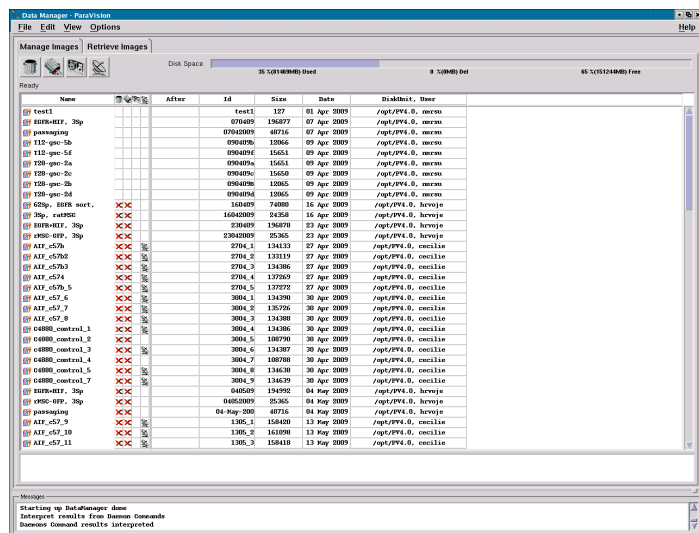 Data Manager - ParaVision
File Edit View Options Help
Manage Images Retrieve Images
Disk Space
35 %(81469MB) Used 0 %(0MB) Del 65 %(151244MB) Free
Ready
Name After Id Size Date DiskUnit, User
test1 test1 127 01 Apr 2009 /opt/PV4.0, nmrsu
EGFR+HIF, 3Sp 070409 196877 07 Apr 2009 /opt/PV4.0, nmrsu
passaging 07042009 48716 07 Apr 2009 /opt/PV4.0, nmrsu
T12-gsc-5b 090409b 12066 09 Apr 2009 /opt/PV4.0, nmrsu
T12-gsc-5f 090409f 15651 09 Apr 2009 /opt/PV4.0, nmrsu
T28-gsc-2a 090409a 15651 09 Apr 2009 /opt/PV4.0, nmrsu
T28-gsc-2c 090409c 15650 09 Apr 2009 /opt/PV4.0, nmrsu
T28-gsc-2b 12065 09 Apr 2009 /opt/PV4.0, nmrsu
T28-gsc-2d 090409d 12065 09 Apr 2009 /opt/PV4.0, nmrsu
62Sp, EGFR sort, 160409 74080 16 Apr 2009 /opt/PV4.0, hrvoje
3Sp, ratMSC 16042009 24358 16 Apr 2009 /opt/PV4.0, hrvoje
EGFR+HIF, 3Sp 230409 196878 23 Apr 2009 /opt/PV4.0, hrvoje
rMSC-GFP, 3Sp 23042009 25365 23 Apr 2009 /opt/PV4.0, hrvoje
AIF_c57b 2704_1 134133 27 Apr 2009 /opt/PV4.0, cecilie
AIF_c57b2 2704_2 133119 27 Apr 2009 /opt/PV4.0, cecilie
AIF_c57b3 2704_3 134386 27 Apr 2009 /opt/PV4.0, cecilie
AIF_c574 2704_4 137269 27 Apr 2009 /opt/PV4.0, cecilie
AIF_c57b_5 2704_5 137272 27 Apr 2009 /opt/PV4.0, cecilie
AIF_c57_6 3004_1 134390 30 Apr 2009 /opt/PV4.0, cecilie
AIF_c57_7 3004_2 135726 30 Apr 2009 /opt/PV4.0, cecilie
AIF_c57_8 3004_3 134388 30 Apr 2009 /opt/PV4.0, cecilie
C4880_comtrol_1 3004_4 134386 30 Apr 2009 /opt/PV4.0, cecilie
C4880_comtrol_2 3004_5 108790 30 Apr 2009 /opt/PV4.0, cecilie
C4880_comtrol_3 3004_6 134387 30 Apr 2009 /opt/PV4.0, cecilie
C4880_comtrol_4 3004_7 108788 30 Apr 2009 /opt/PV4.0, cecilie
C4880_comtrol_5 3004_8 134638 30 Apr 2009 /opt/PV4.0, cecilie
C4880_comtrol_7 3004_9 134639 30 Apr 2009 /opt/PV4.0, cecilie
EGFR+HIF, 3Sp 040509 194992 04 May 2009 /opt/PV4.0, hrvoje
rMSC-GFP, 3Sp 04052009 25365 04 May 2009 /opt/PV4.0, hrvoje
passaging 04-May-200 48716 04 May 2009 /opt/PV4.0, hrvoje
AIF_c57_9 1305_1 158420 13 May 2009 /opt/PV4.0, cecilie
AIF_c57_10 1305_2 161098 13 May 2009 /opt/PV4.0, cecilie
AIF_c57_11 1305_3 158418 13 May 2009 /opt/PV4.0, cecilie
Messages
Starting up DataManager done
Interpret results from Daemon Commands
Daemons Command results interpreted